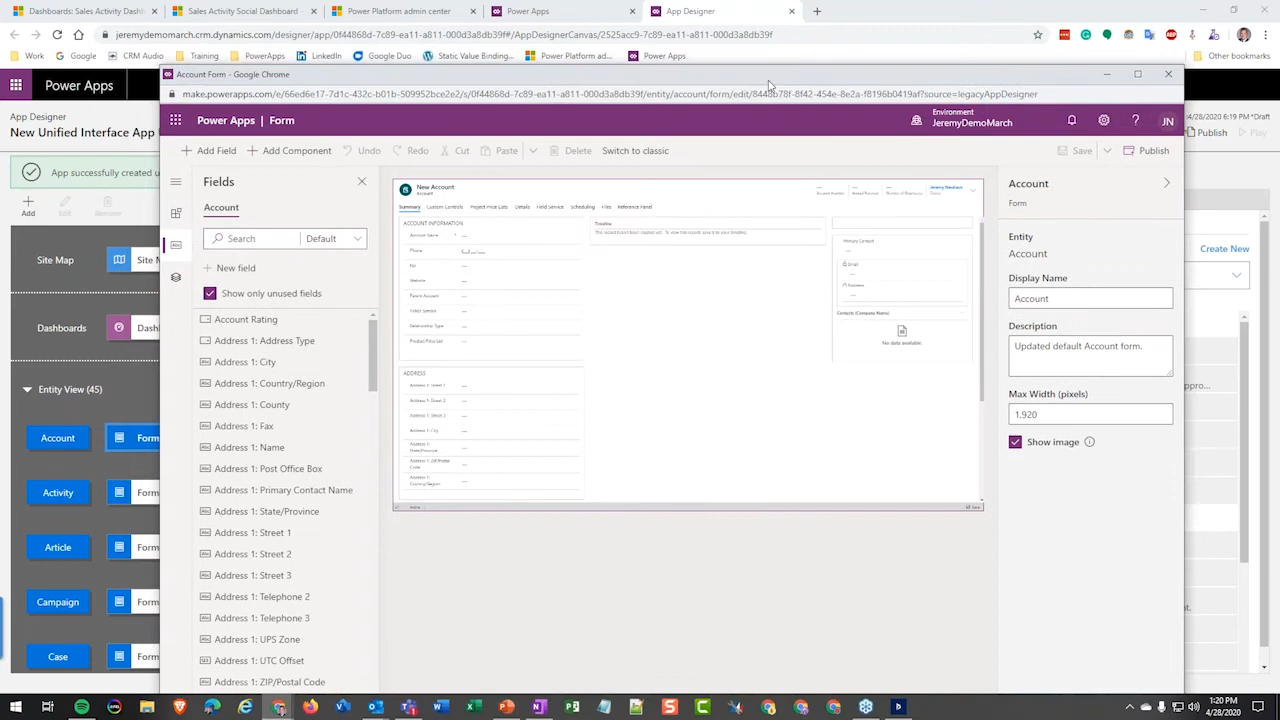 Dashboards: Sales Activity Dash
Sales Activity Social Dashboard -
Power Platform admin center
Power Apps
App Designer
jeremydemomarch.crm.dynamics.com/designer/app/0f44868d-7c89-ea11-a811-000d3a8db39f#/AppDesignerCanvas/2525acc9-7c89-ea11-a811-000d3a8db39f
Work
Google
CRM Audio
Training
PowerApps
LinkedIn
Google Duo
Static Value Binding
Power Platform ad...
Power Apps
Other bookmarks
Account Form - Google Chrome
Power Apps
make.powerapps.com/e/66ed6e17-7d1c-432c-b01b-509952bce2e2/s/0f44868d-7c89-ea11-a811-000d3a8db39f/entity/account/form/edit/8448b78f-8f42-454e-8e2a-f8196b0419af?source=legacyAppDesigner
App Designer
New Unified Interface App
4/28/2020 6:19 PM *Draft
Publish
Play
Power Apps | Form
Environment
JeremyDemoMarch
JN
Add Field
Add Component
Undo
Redo
Cut
Paste
Delete
Switch to classic
Save
Publish
App successfully created a
Add
Edit
Remove
Site Map
Site
Dashboards
Dash
Entity View (45)
Account
Form
Activity
Form
Article
Form
Campaign
Form
Case
Form
Fields
Account
Search
Default
New field
Show only unused fields
Account Rating
Address 1: Address Type
Address 1: City
Address 1: Country/Region
Address 1: County
Address 1: Fax
Address 1: Name
Address 1: Post Office Box
Address 1: Primary Contact Name
Address 1: State/Province
Address 1: Street 1
Address 1: Street 2
Address 1: Street 3
Address 1: Telephone 2
Address 1: Telephone 3
Address 1: UPS Zone
Address 1: UTC Offset
Address 1: ZIP/Postal Code
New Account
Account
Summary
Custom Controls
Project Price Lists
Details
Field Service
Scheduling
Files
Reference Panel
ACCOUNT INFORMATION
Account Name
Phone
Fax
Website
Parent Account
Ticker Symbol
Relationship Type
Product Price List
ADDRESS
Address 1: Street 1
Address 1: Street 2
Address 1: Street 3
Address 1: City
Address 1:
State/Province
Address 1: ZIP/Postal
Code
Address 1:
Country/Region
Timeline
Primary Contact
Email
Business
Contacts (Company Name)
No data available.
Account
Form
Entity
Account
Display Name
Account
Description
Updated default Account form.
Max Width (pixels)
1,920
Show image
Create New
appro...
1:20 PM
4/28/2020